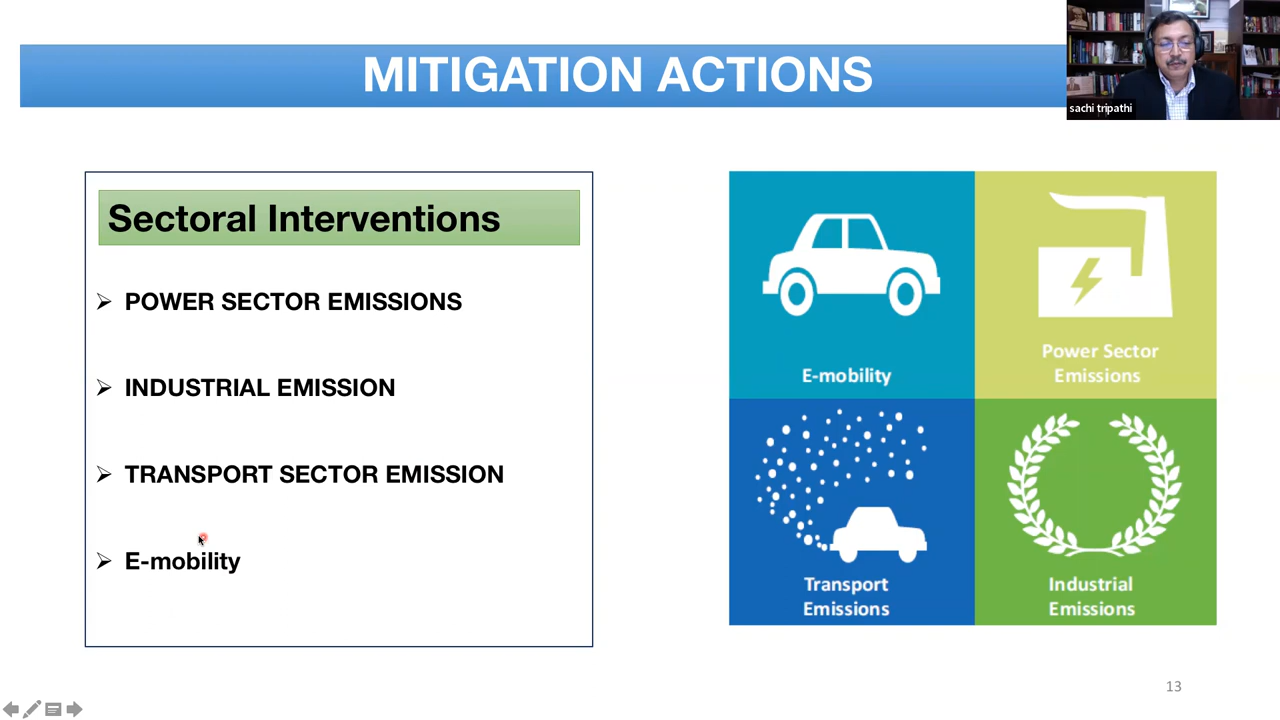 MITIGATION ACTIONS
sachi tripathi
Sectoral Interventions
POWER SECTOR EMISSIONS
INDUSTRIAL EMISSION
TRANSPORT SECTOR EMISSION
E-mobility
E-mobility
Power Sector
Emissions
Transport
Emissions
Industrial
Emissions
13